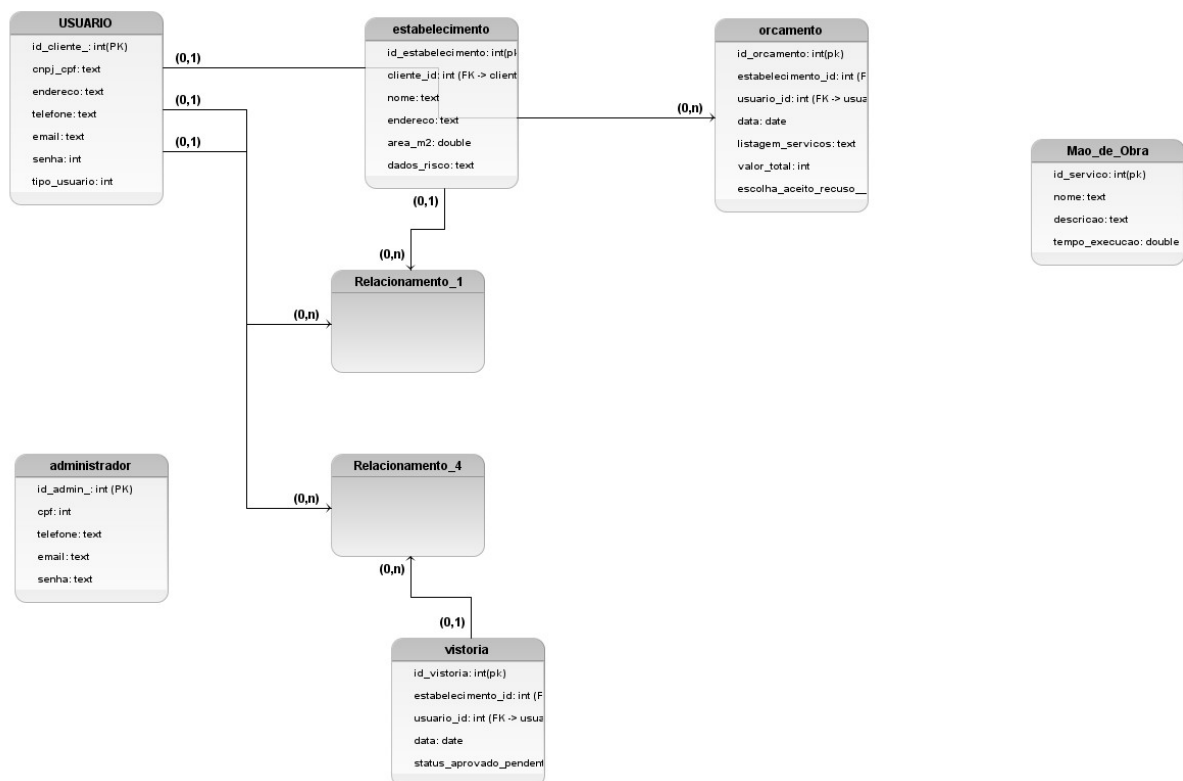 USUARIO
id_cliente_: int(PK)
cnpj_cpf: text
endereco: text
telefone: text
email: text
senha: int
tipo_usuario: int
(0,1)
(0,1)
(0,1)
estabelecimento
id_estabelecimento: int(pk
cliente_id: int (FK -> client
nome: text
endereco: text
area_m2: double
dados_risco: text
(0,1)
(0,n)
orcamento
id_orcamento: int(pk)
estabelecimento_id: int (F
usuario_id: int (FK -> usua
data: date
listagem_servicos: text
valor_total: int
escolha_aceito_recuso__
(0,n)
Mao_de_Obra
id_servico: int(pk)
nome: text
descricao: text
tempo_execucao: double
Relacionamento_1
(0,n)
administrador
id_admin_: int (PK)
cpf: int
telefone: text
email: text
senha: text
Relacionamento_4
(0,n)
(0,n)
(0,1)
vistoria
id_vistoria: int(pk)
estabelecimento_id: int (F
usuario_id: int (FK -> usua
data: date
status_aprovado_pendent